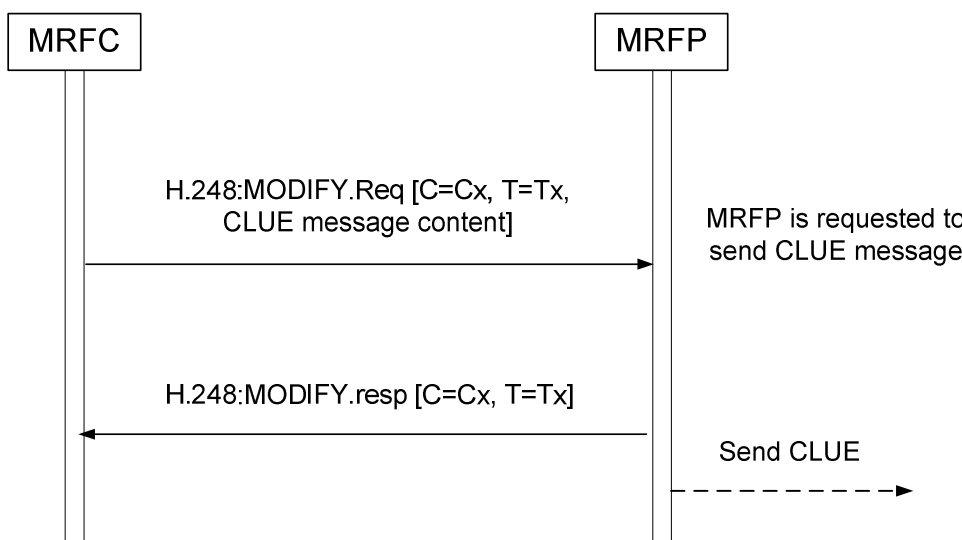 MRFC
MRFP
H.248:MODIFY.Req [C=Cx, T=Tx,
CLUE message content]
MRFP is requested to
send CLUE message
H.248:MODIFY.resp [C=Cx, T=Tx]
Send CLUE